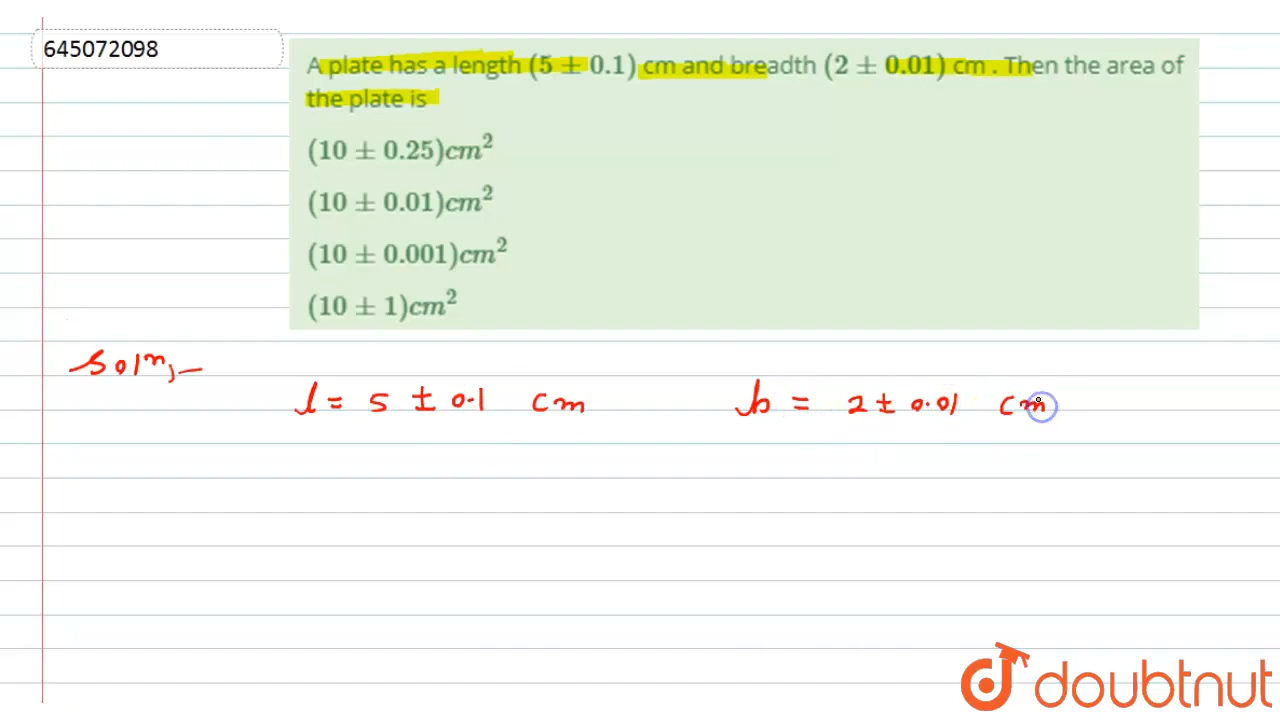 645072098
A plate has a length (5 ± 0.1) cm and breadth (2 ± 0.01) cm . Then the area of
the plate is
(10 ± 0.25)cm²
(10 ± 0.01)cm²
(10 ± 0.001)cm²
(10 ± 1)cm²
Solⁿ,–
l = 5 ± 0.1 cm b = 2 ± 0.01 cm
doubtnut